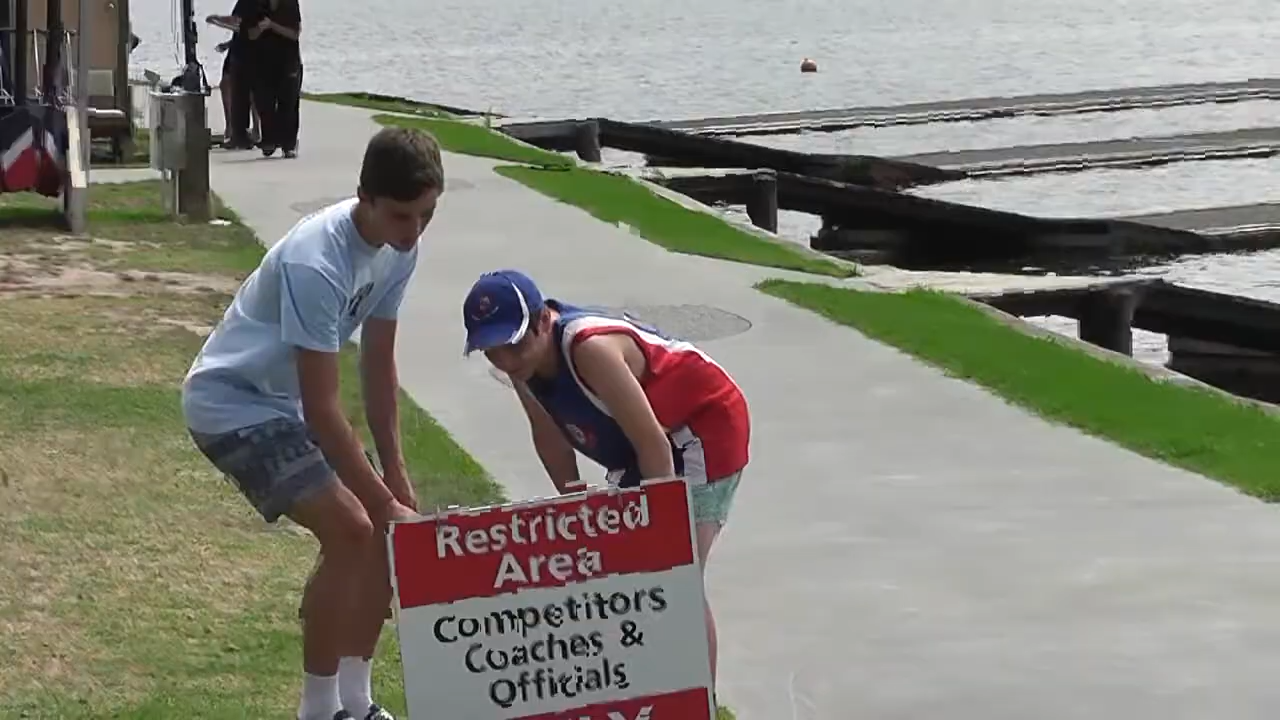 Restricted
Area
Competitors
Coaches &
Officials